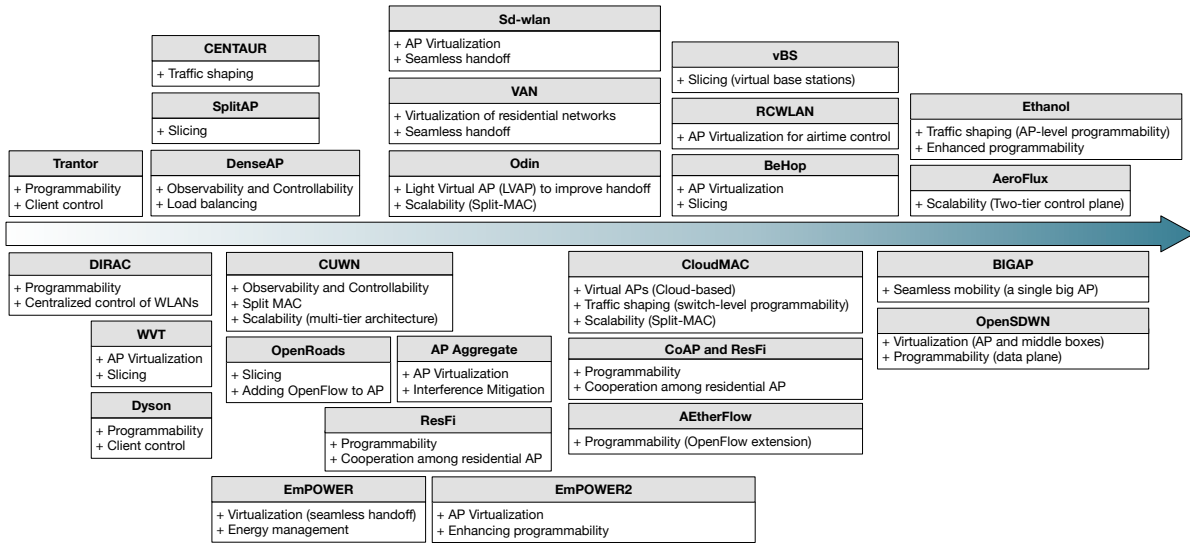 Sd-wlan
+ AP Virtualization
+ Seamless handoff
CENTAUR
+ Traffic shaping
vBS
+ Slicing (virtual base stations)
VAN
+ Virtualization of residential networks
+ Seamless handoff
SplitAP
+ Slicing
RCWLAN
+ AP Virtualization for airtime control
Ethanol
+ Traffic shaping (AP-level programmability)
+ Enhanced programmability
Trantor
+ Programmability
+ Client control
DenseAP
+ Observability and Controllability
+ Load balancing
Odin
+ Light Virtual AP (LVAP) to improve handoff
+ Scalability (Split-MAC)
BeHop
+ AP Virtualization
+ Slicing
AeroFlux
+ Scalability (Two-tier control plane)
DIRAC
+ Programmability
+ Centralized control of WLANs
CUWN
+ Observability and Controllability
+ Split MAC
+ Scalability (multi-tier architecture)
CloudMAC
+ Virtual APs (Cloud-based)
+ Traffic shaping (switch-level programmability)
+ Scalability (Split-MAC)
BIGAP
+ Seamless mobility (a single big AP)
WVT
+ AP Virtualization
+ Slicing
OpenRoads
+ Slicing
+ Adding OpenFlow to AP
AP Aggregate
+ AP Virtualization
+ Interference Mitigation
CoAP and ResFi
+ Programmability
+ Cooperation among residential AP
OpenSDWN
+ Virtualization (AP and middle boxes)
+ Programmability (data plane)
Dyson
+ Programmability
+ Client control
ResFi
+ Programmability
+ Cooperation among residential AP
AEtherFlow
+ Programmability (OpenFlow extension)
EmPOWER
+ Virtualization (seamless handoff)
+ Energy management
EmPOWER2
+ AP Virtualization
+ Enhancing programmability